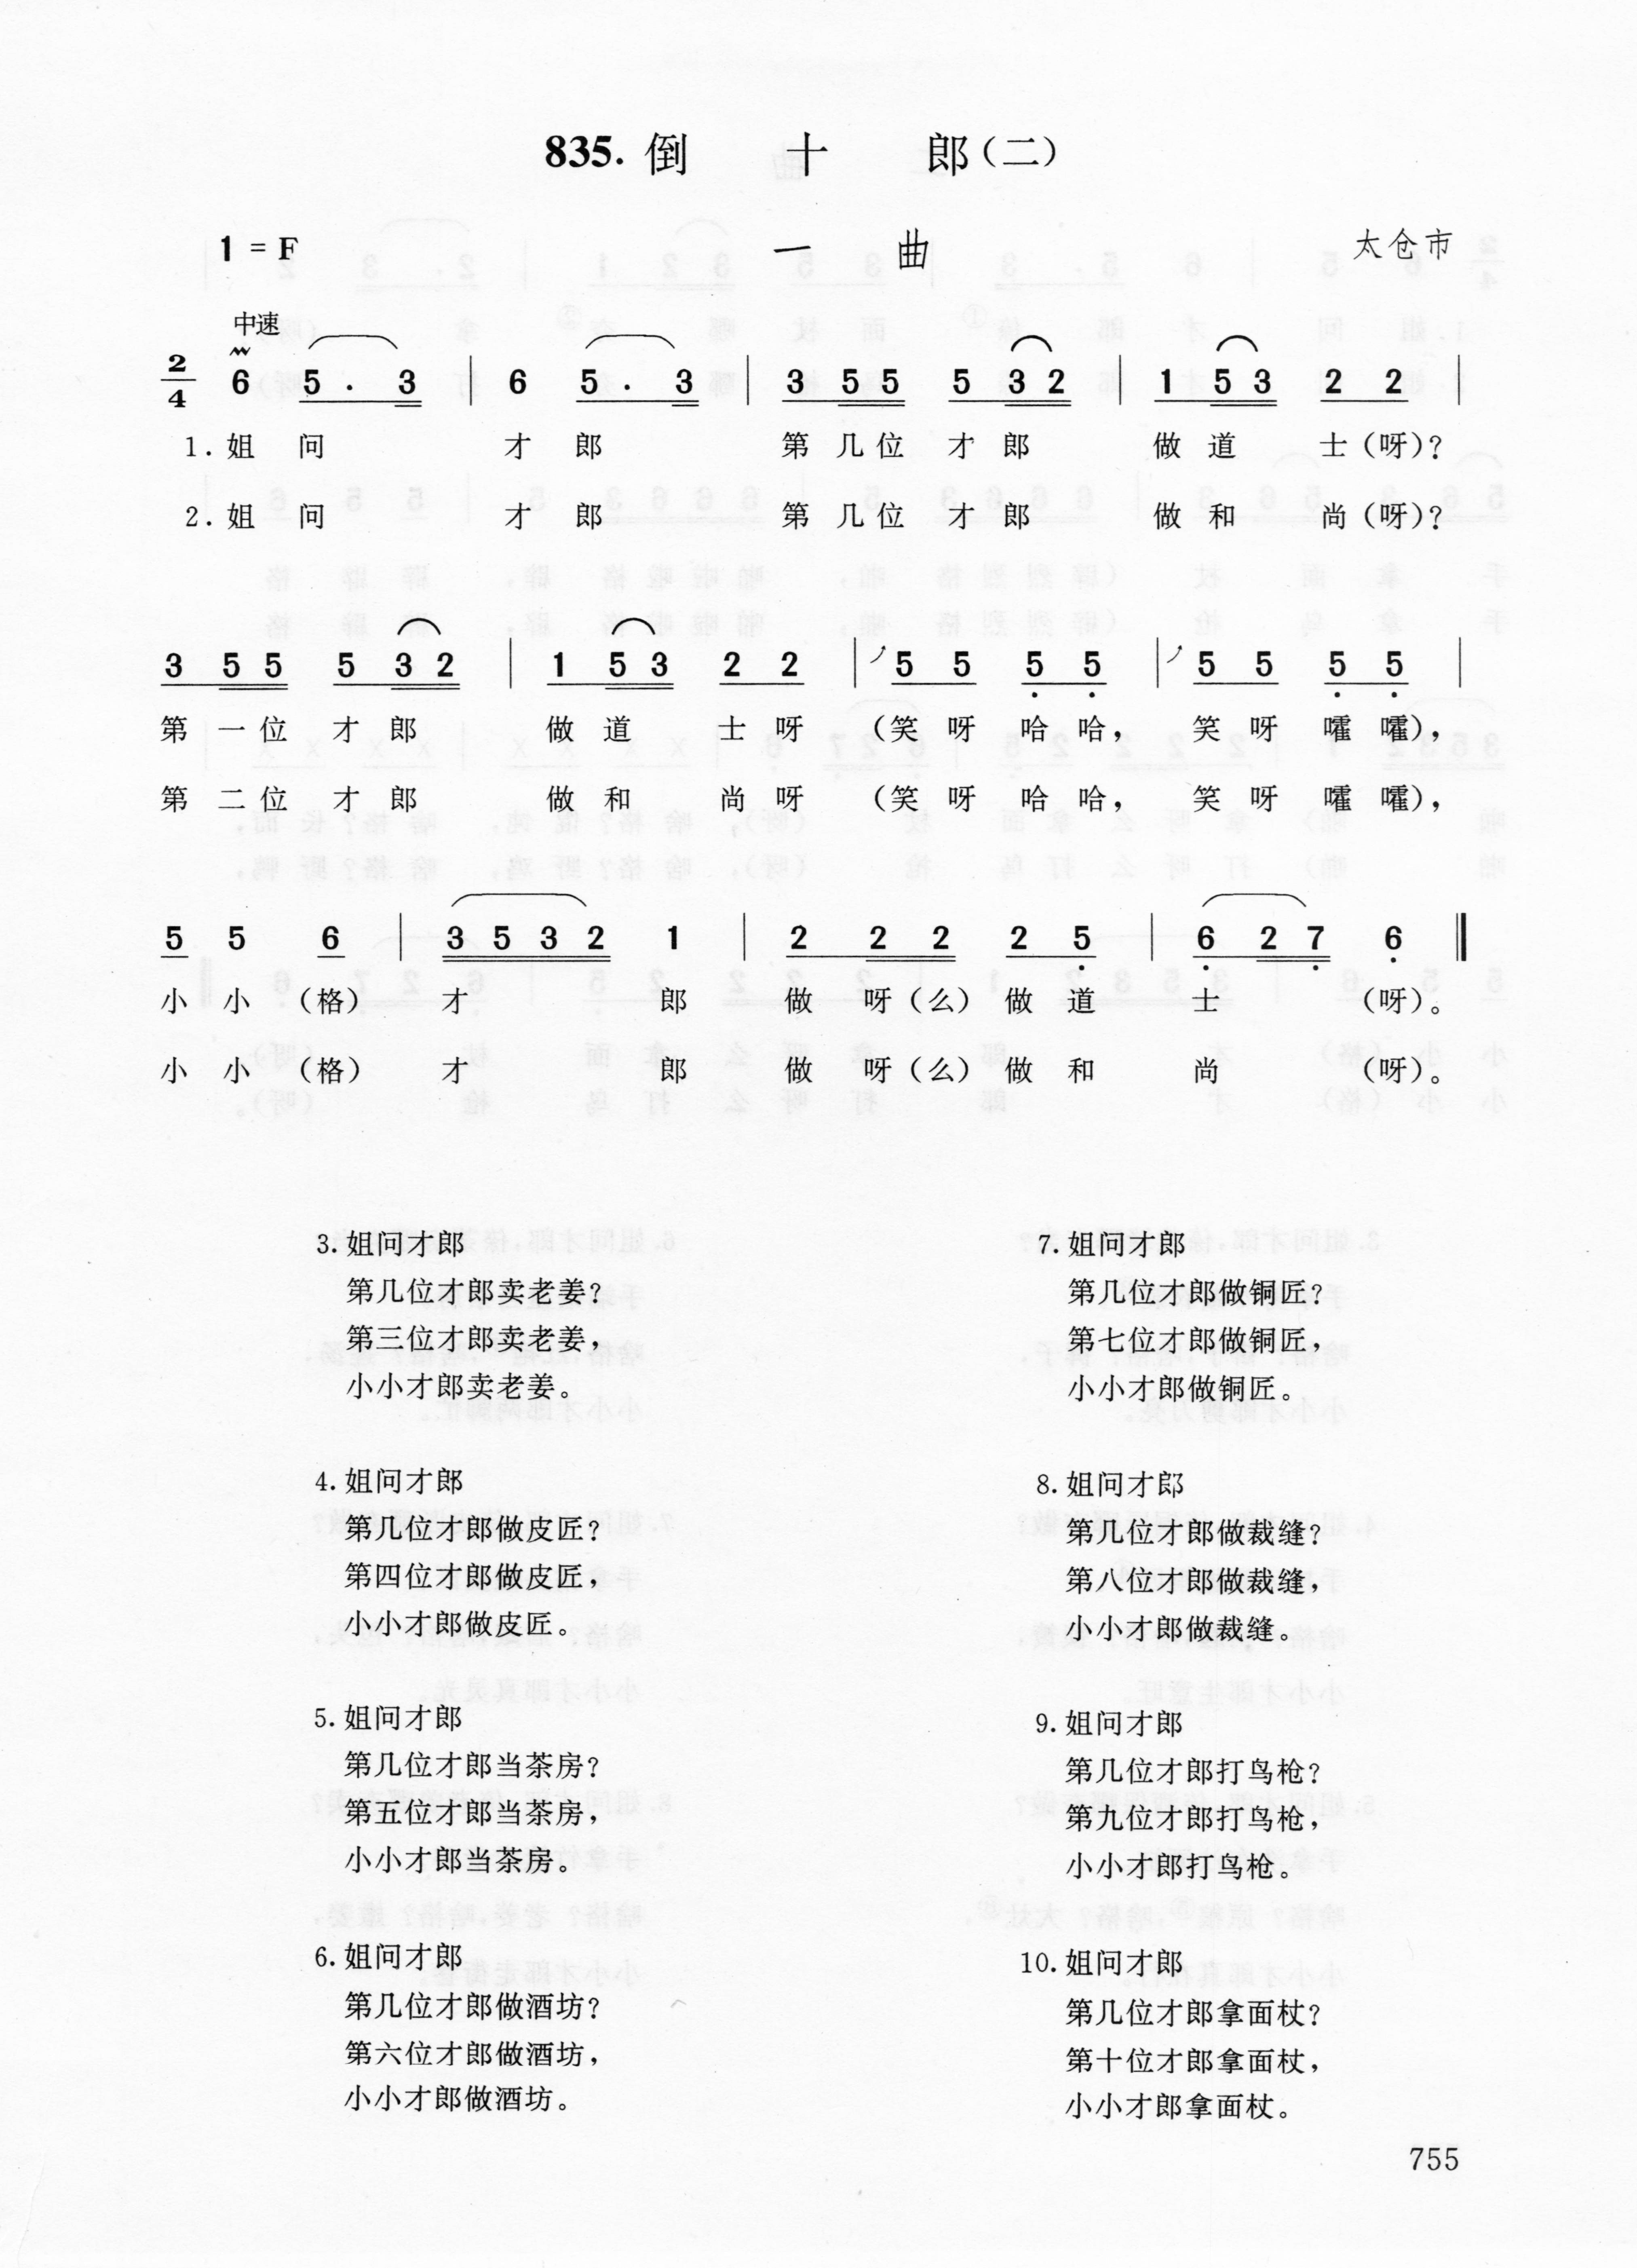 835. 倒 十 郎(二)
1 = F 一 曲 太仓市
中速
2/4 6 5 . 3 | 6 5 . 3 | 3 5 5 5 3 2 | 1 5 3 2 2 |
1. 姐 问 才 郎 第 几 位 才 郎 做 道 士 (呀)?
2. 姐 问 才 郎 第 几 位 才 郎 做 和 尚 (呀)?
3 5 5 5 3 2 | 1 5 3 2 2 | 5 5 5 5 | 5 5 5 5 |
第 一 位 才 郎 做 道 士 呀 (笑 呀 哈 哈, 笑 呀 嚯 嚯),
第 二 位 才 郎 做 和 尚 呀 (笑 呀 哈 哈, 笑 呀 嚯 嚯),
5 5 6 | 3 5 3 2 1 | 2 2 2 2 5 | 6 2 7 6 ‖
小 小 (格) 才 郎 做 呀 (么) 做 道 士 (呀)。
小 小 (格) 才 郎 做 呀 (么) 做 和 尚 (呀)。
3. 姐问才郎
第几位才郎卖老姜?
第三位才郎卖老姜,
小小才郎卖老姜。
4. 姐问才郎
第几位才郎做皮匠?
第四位才郎做皮匠,
小小才郎做皮匠。
5. 姐问才郎
第几位才郎当茶房?
第五位才郎当茶房,
小小才郎当茶房。
6. 姐问才郎
第几位才郎做酒坊?
第六位才郎做酒坊,
小小才郎做酒坊。
7. 姐问才郎
第几位才郎做铜匠?
第七位才郎做铜匠,
小小才郎做铜匠。
8. 姐问才郎
第几位才郎做裁缝?
第八位才郎做裁缝,
小小才郎做裁缝。
9. 姐问才郎
第几位才郎打鸟枪?
第九位才郎打鸟枪,
小小才郎打鸟枪。
10. 姐问才郎
第几位才郎拿面杖?
第十位才郎拿面杖,
小小才郎拿面杖。
755